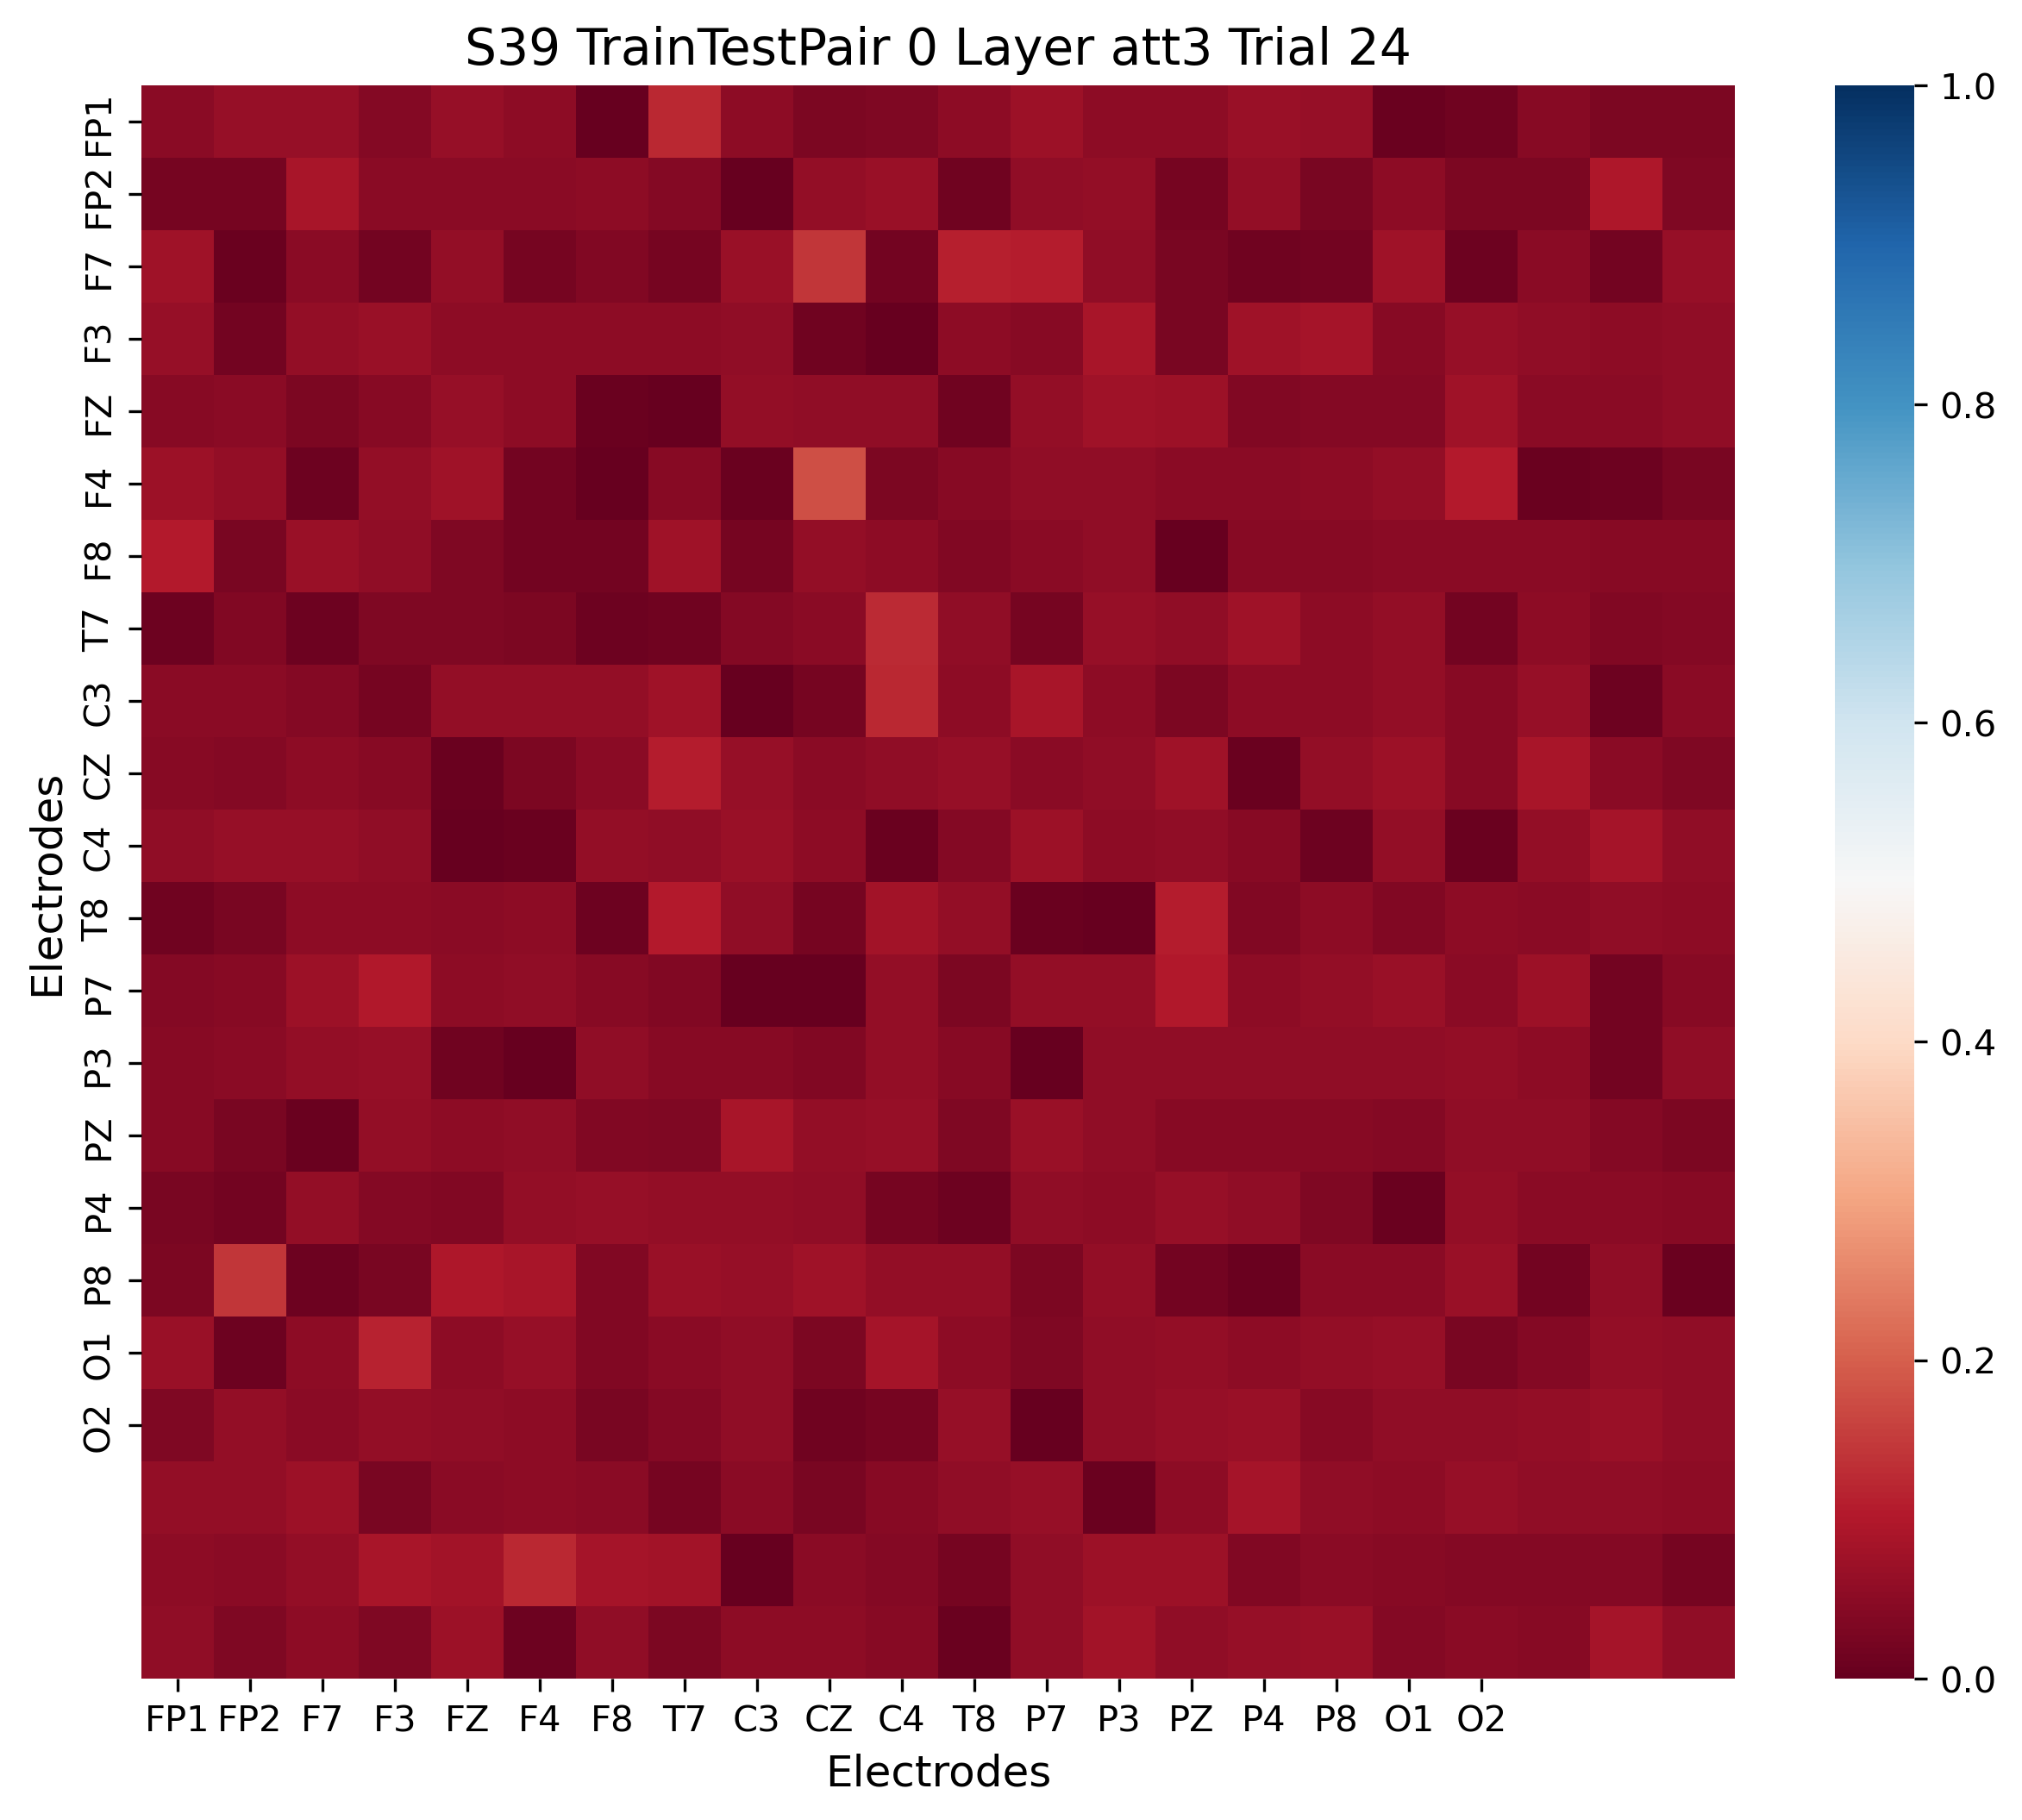 S39 TrainTestPair 0 Layer att3 Trial 24
Electrodes
FP1
FP2
F7
F3
FZ
F4
F8
T7
C3
CZ
C4
T8
P7
P3
PZ
P4
P8
O1
O2
FP1 FP2 F7 F3 FZ F4 F8 T7 C3 CZ C4 T8 P7 P3 PZ P4 P8 O1 O2
Electrodes
1.0
0.8
0.6
0.4
0.2
0.0